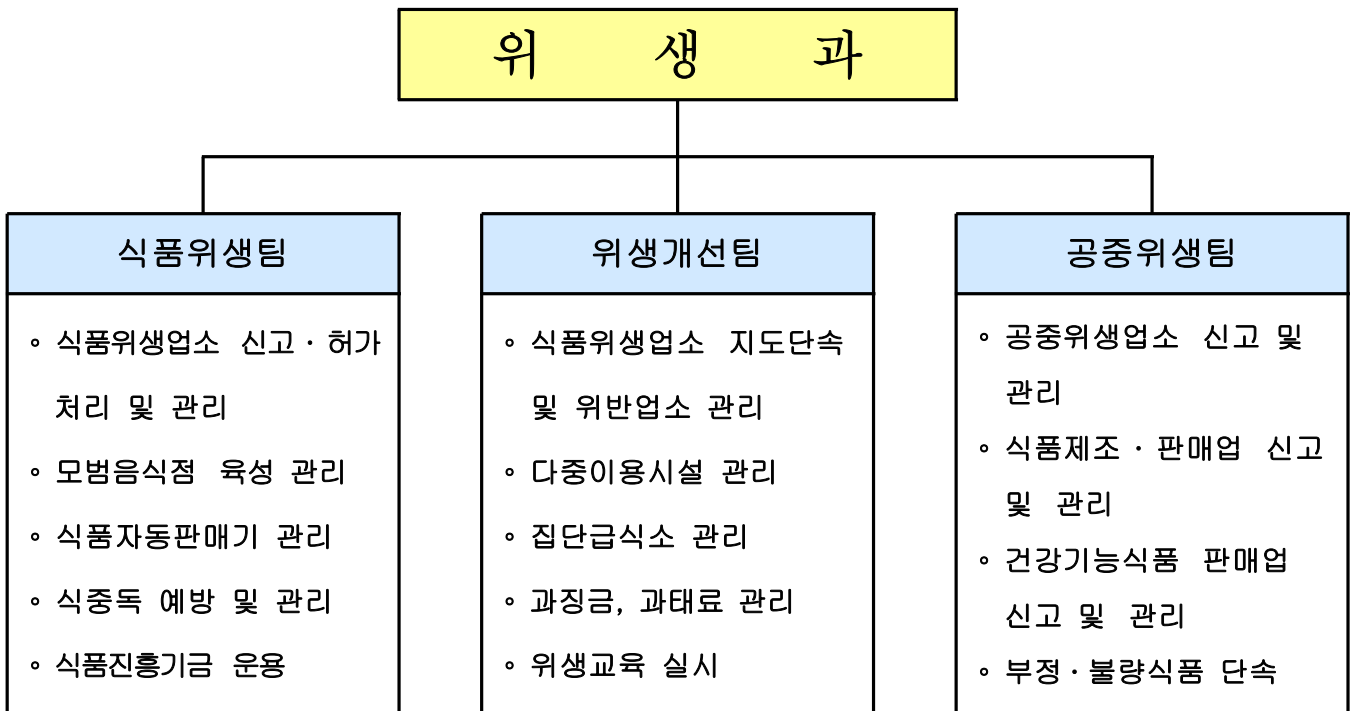 위 생 과
식품위생팀
◦ 식품위생업소 신고·허가
처리 및 관리
◦ 모범음식점 육성 관리
◦ 식품자동판매기 관리
◦ 식중독 예방 및 관리
◦ 식품진흥기금 운용
위생개선팀
◦ 식품위생업소 지도단속
및 위반업소 관리
◦ 다중이용시설 관리
◦ 집단급식소 관리
◦ 과징금, 과태료 관리
◦ 위생교육 실시
공중위생팀
◦ 공중위생업소 신고 및
관리
◦ 식품제조·판매업 신고
및 관리
◦ 건강기능식품 판매업
신고 및 관리
◦ 부정·불량식품 단속